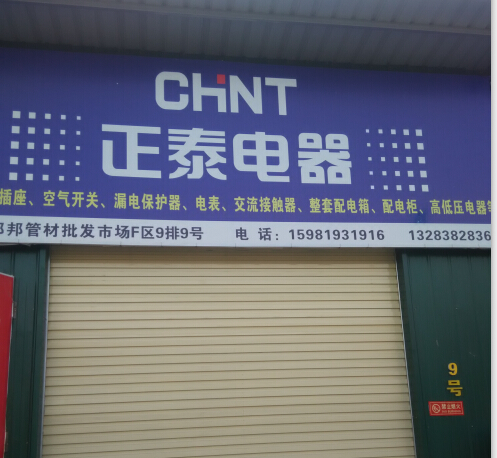 CHNT
正泰电器
插座、空气开关、漏电保护器、电表、交流接触器、整套配电箱、配电柜、高低压电器等
邦管材批发市场F区9排9号 电 话：15981931916 1328382836
9号